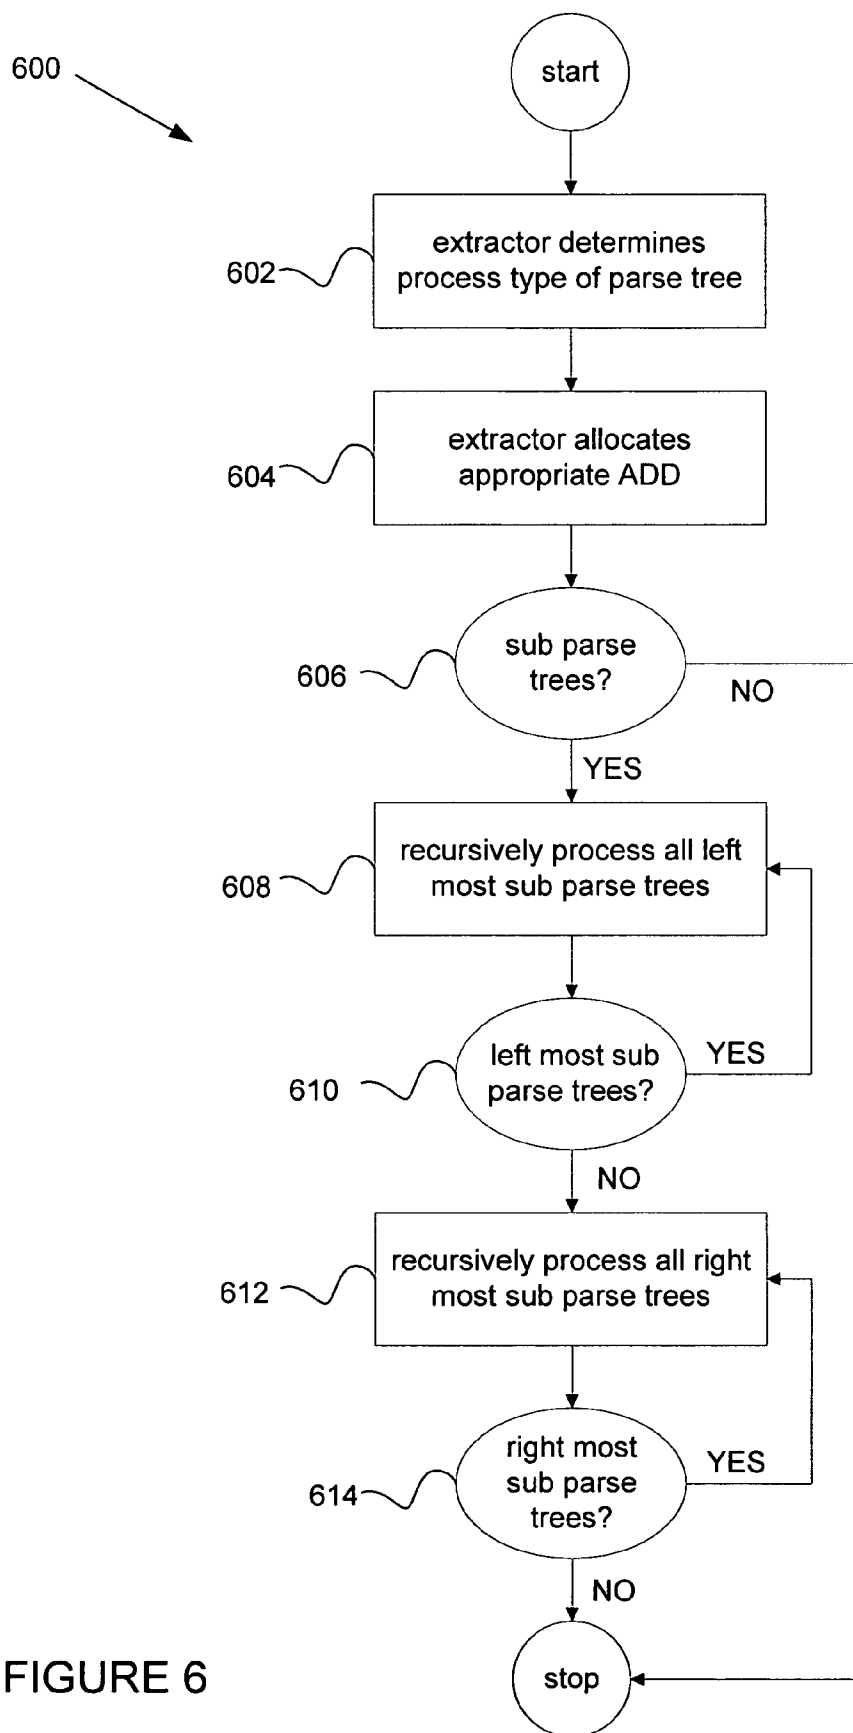 600
start
602
extractor determines
process type of parse tree
604
extractor allocates
appropriate ADD
606
sub parse
trees?
NO
YES
608
recursively process all left
most sub parse trees
610
left most sub
parse trees?
YES
NO
612
recursively process all right
most sub parse trees
614
right most
sub parse
trees?
YES
NO
stop
FIGURE 6